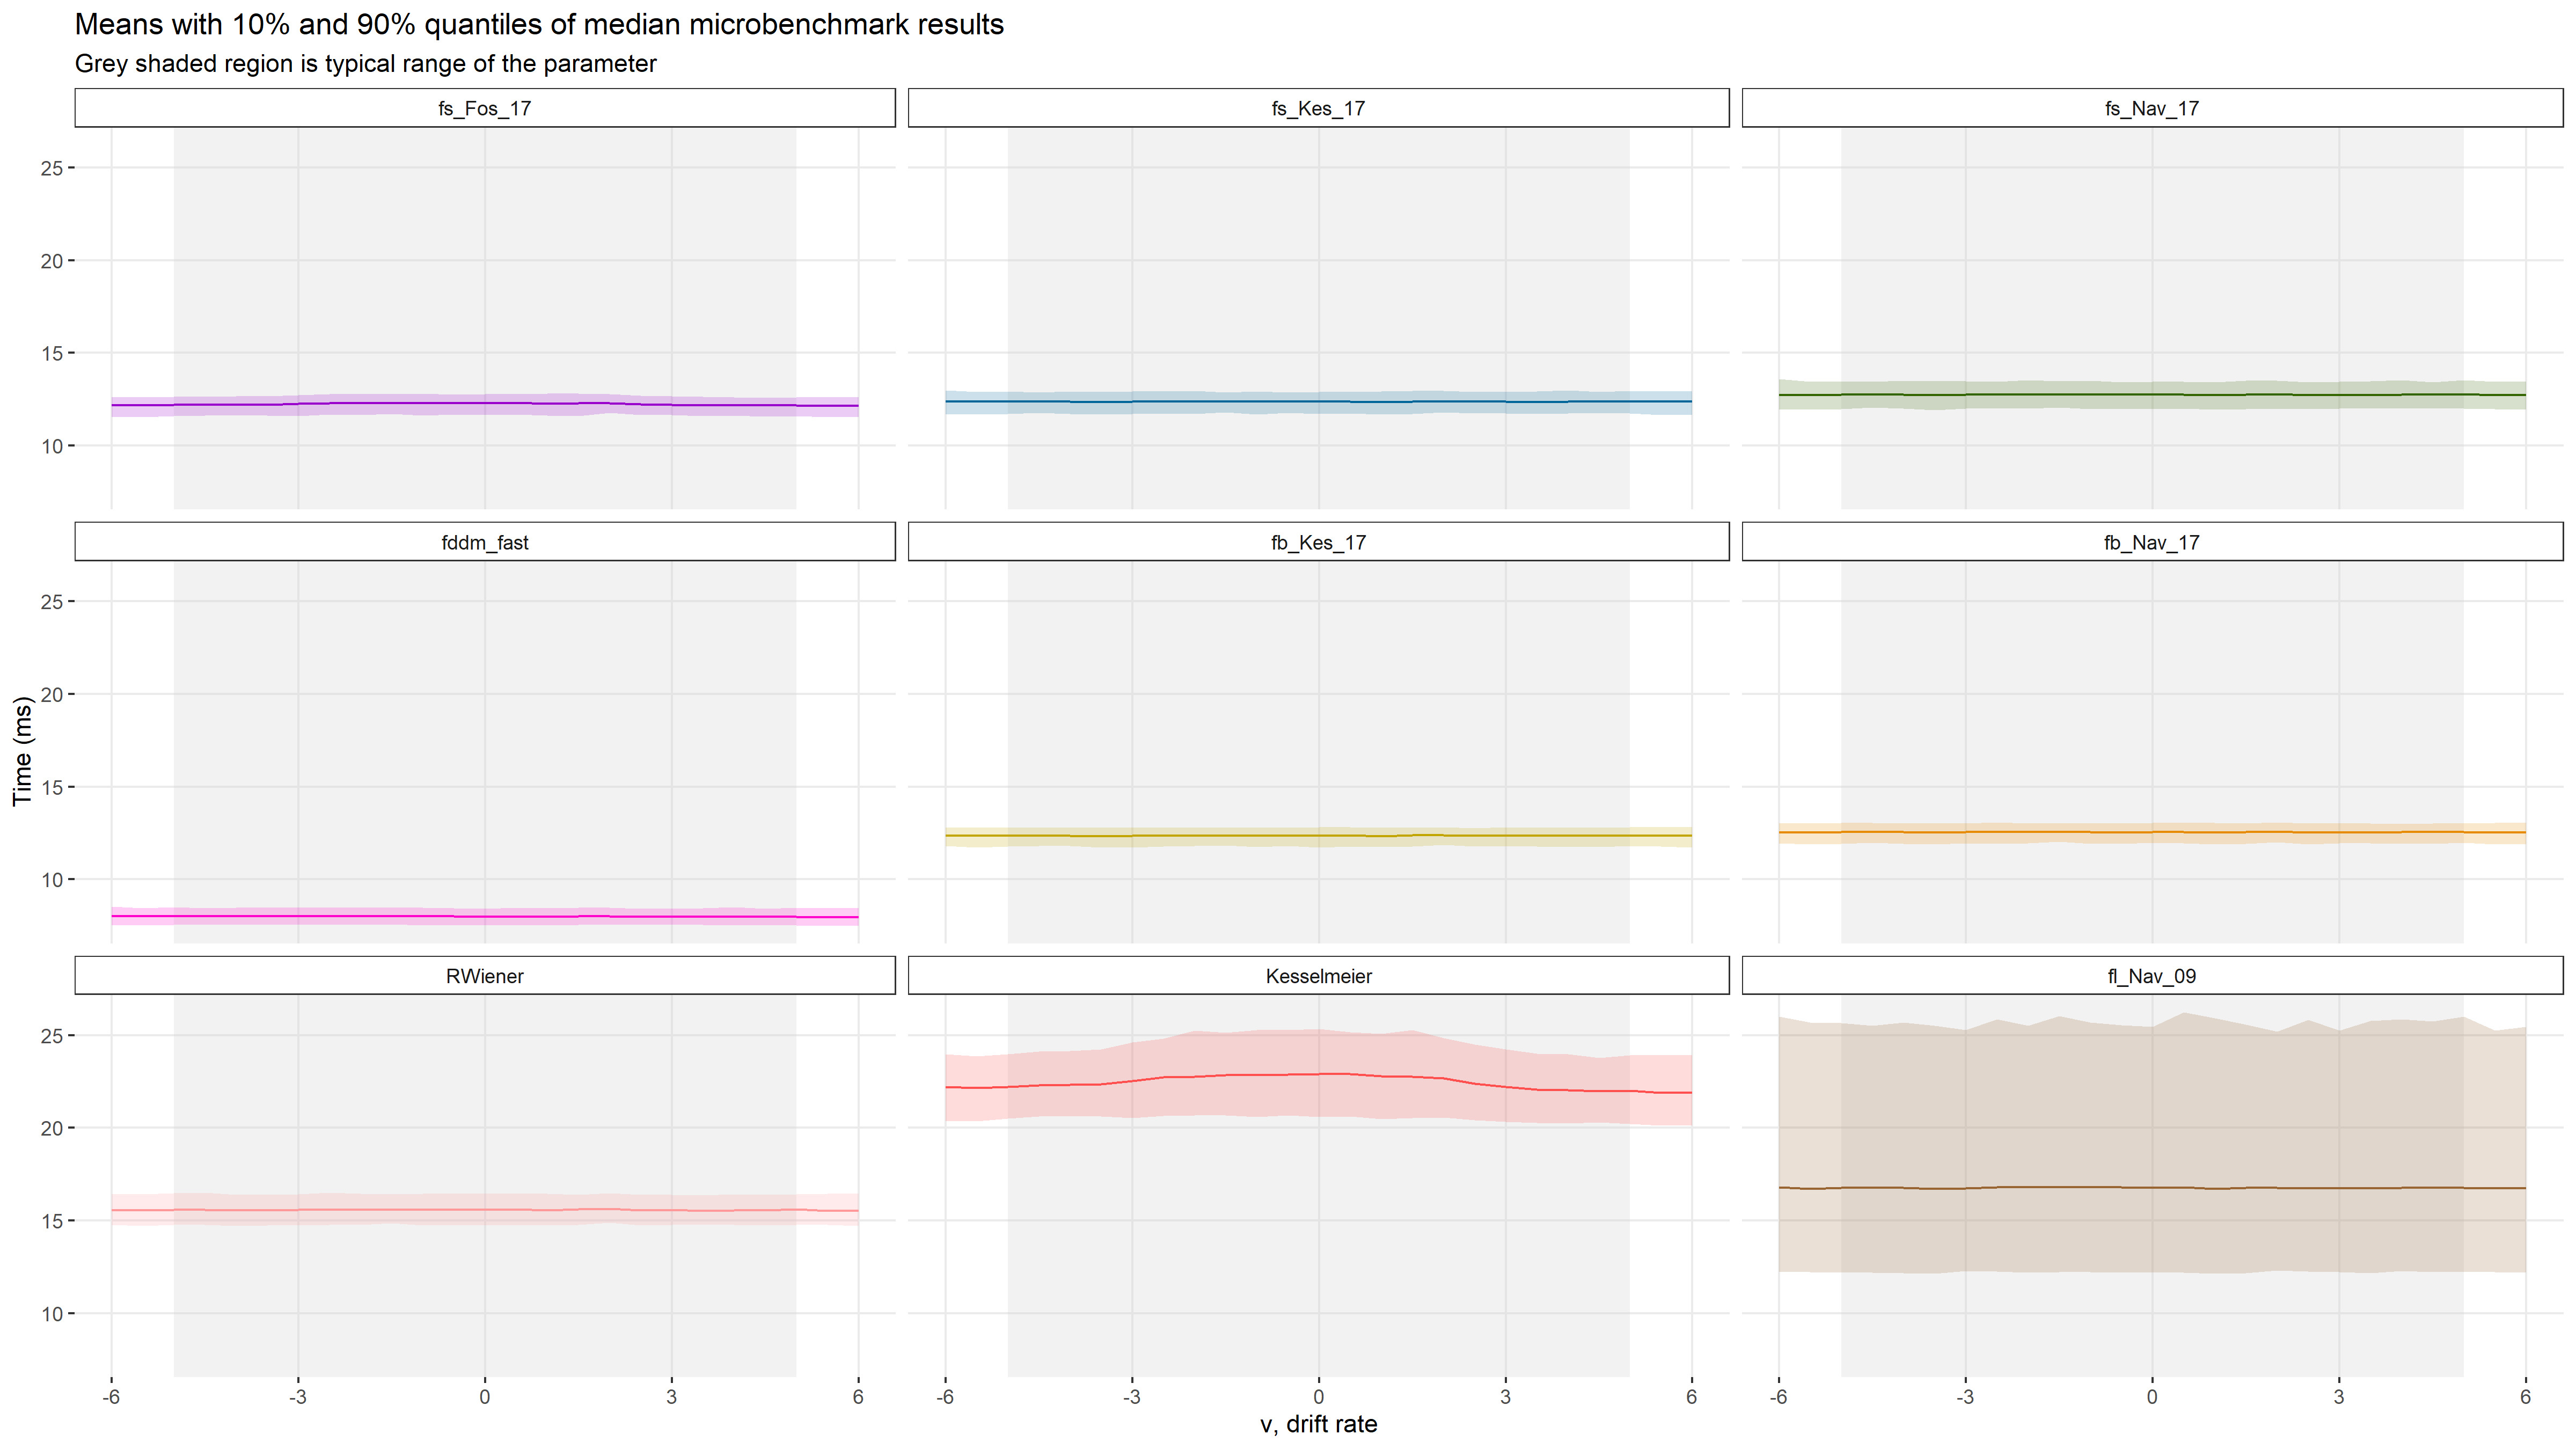 Means with 10% and 90% quantiles of median microbenchmark results
Grey shaded region is typical range of the parameter
fs_Fos_17 fs_Kes_17 fs_Nav_17
25
20
15
10
fddm_fast fb_Kes_17 fb_Nav_17
25
20
15
10
Time (ms)
RWiener Kesselmeier fl_Nav_09
25
20
15
10
-6 -3 0 3 6 -6 -3 0 3 6 -6 -3 0 3 6
v, drift rate